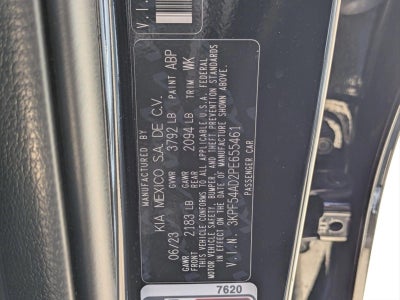 V.I.N.
MANUFACTURED BY
KIA MEXICO S.A. DE C.V.
06/23 GVWR 3792 LB PAINT ABP
GAWR 2183 LB GAWR 2094 LB TRIM WK
THIS VEHICLE CONFORMS TO ALL APPLICABLE U.S.A. FEDERAL
MOTOR VEHICLE SAFETY, BUMPER, AND THEFT PREVENTION STANDARDS
IN EFFECT ON THE DATE OF MANUFACTURE SHOWN ABOVE.
V.I.N.: 3KPF54AD2PE655461
PASSENGER CAR
7620